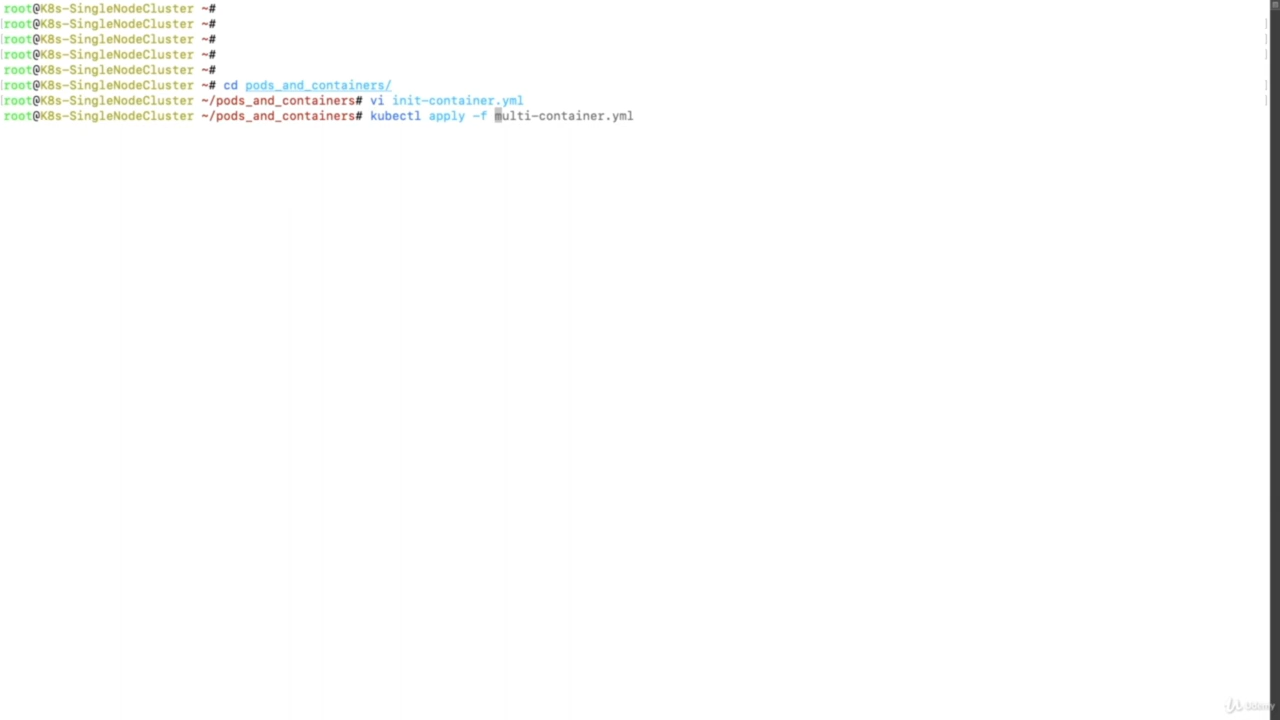 root@K8s-SingleNodeCluster ~#
root@K8s-SingleNodeCluster ~#
root@K8s-SingleNodeCluster ~#
root@K8s-SingleNodeCluster ~#
root@K8s-SingleNodeCluster ~#
root@K8s-SingleNodeCluster ~# cd pods_and_containers/
root@K8s-SingleNodeCluster ~/pods_and_containers# vi init-container.yml
root@K8s-SingleNodeCluster ~/pods_and_containers# kubectl apply -f multi-container.yml
Udemy